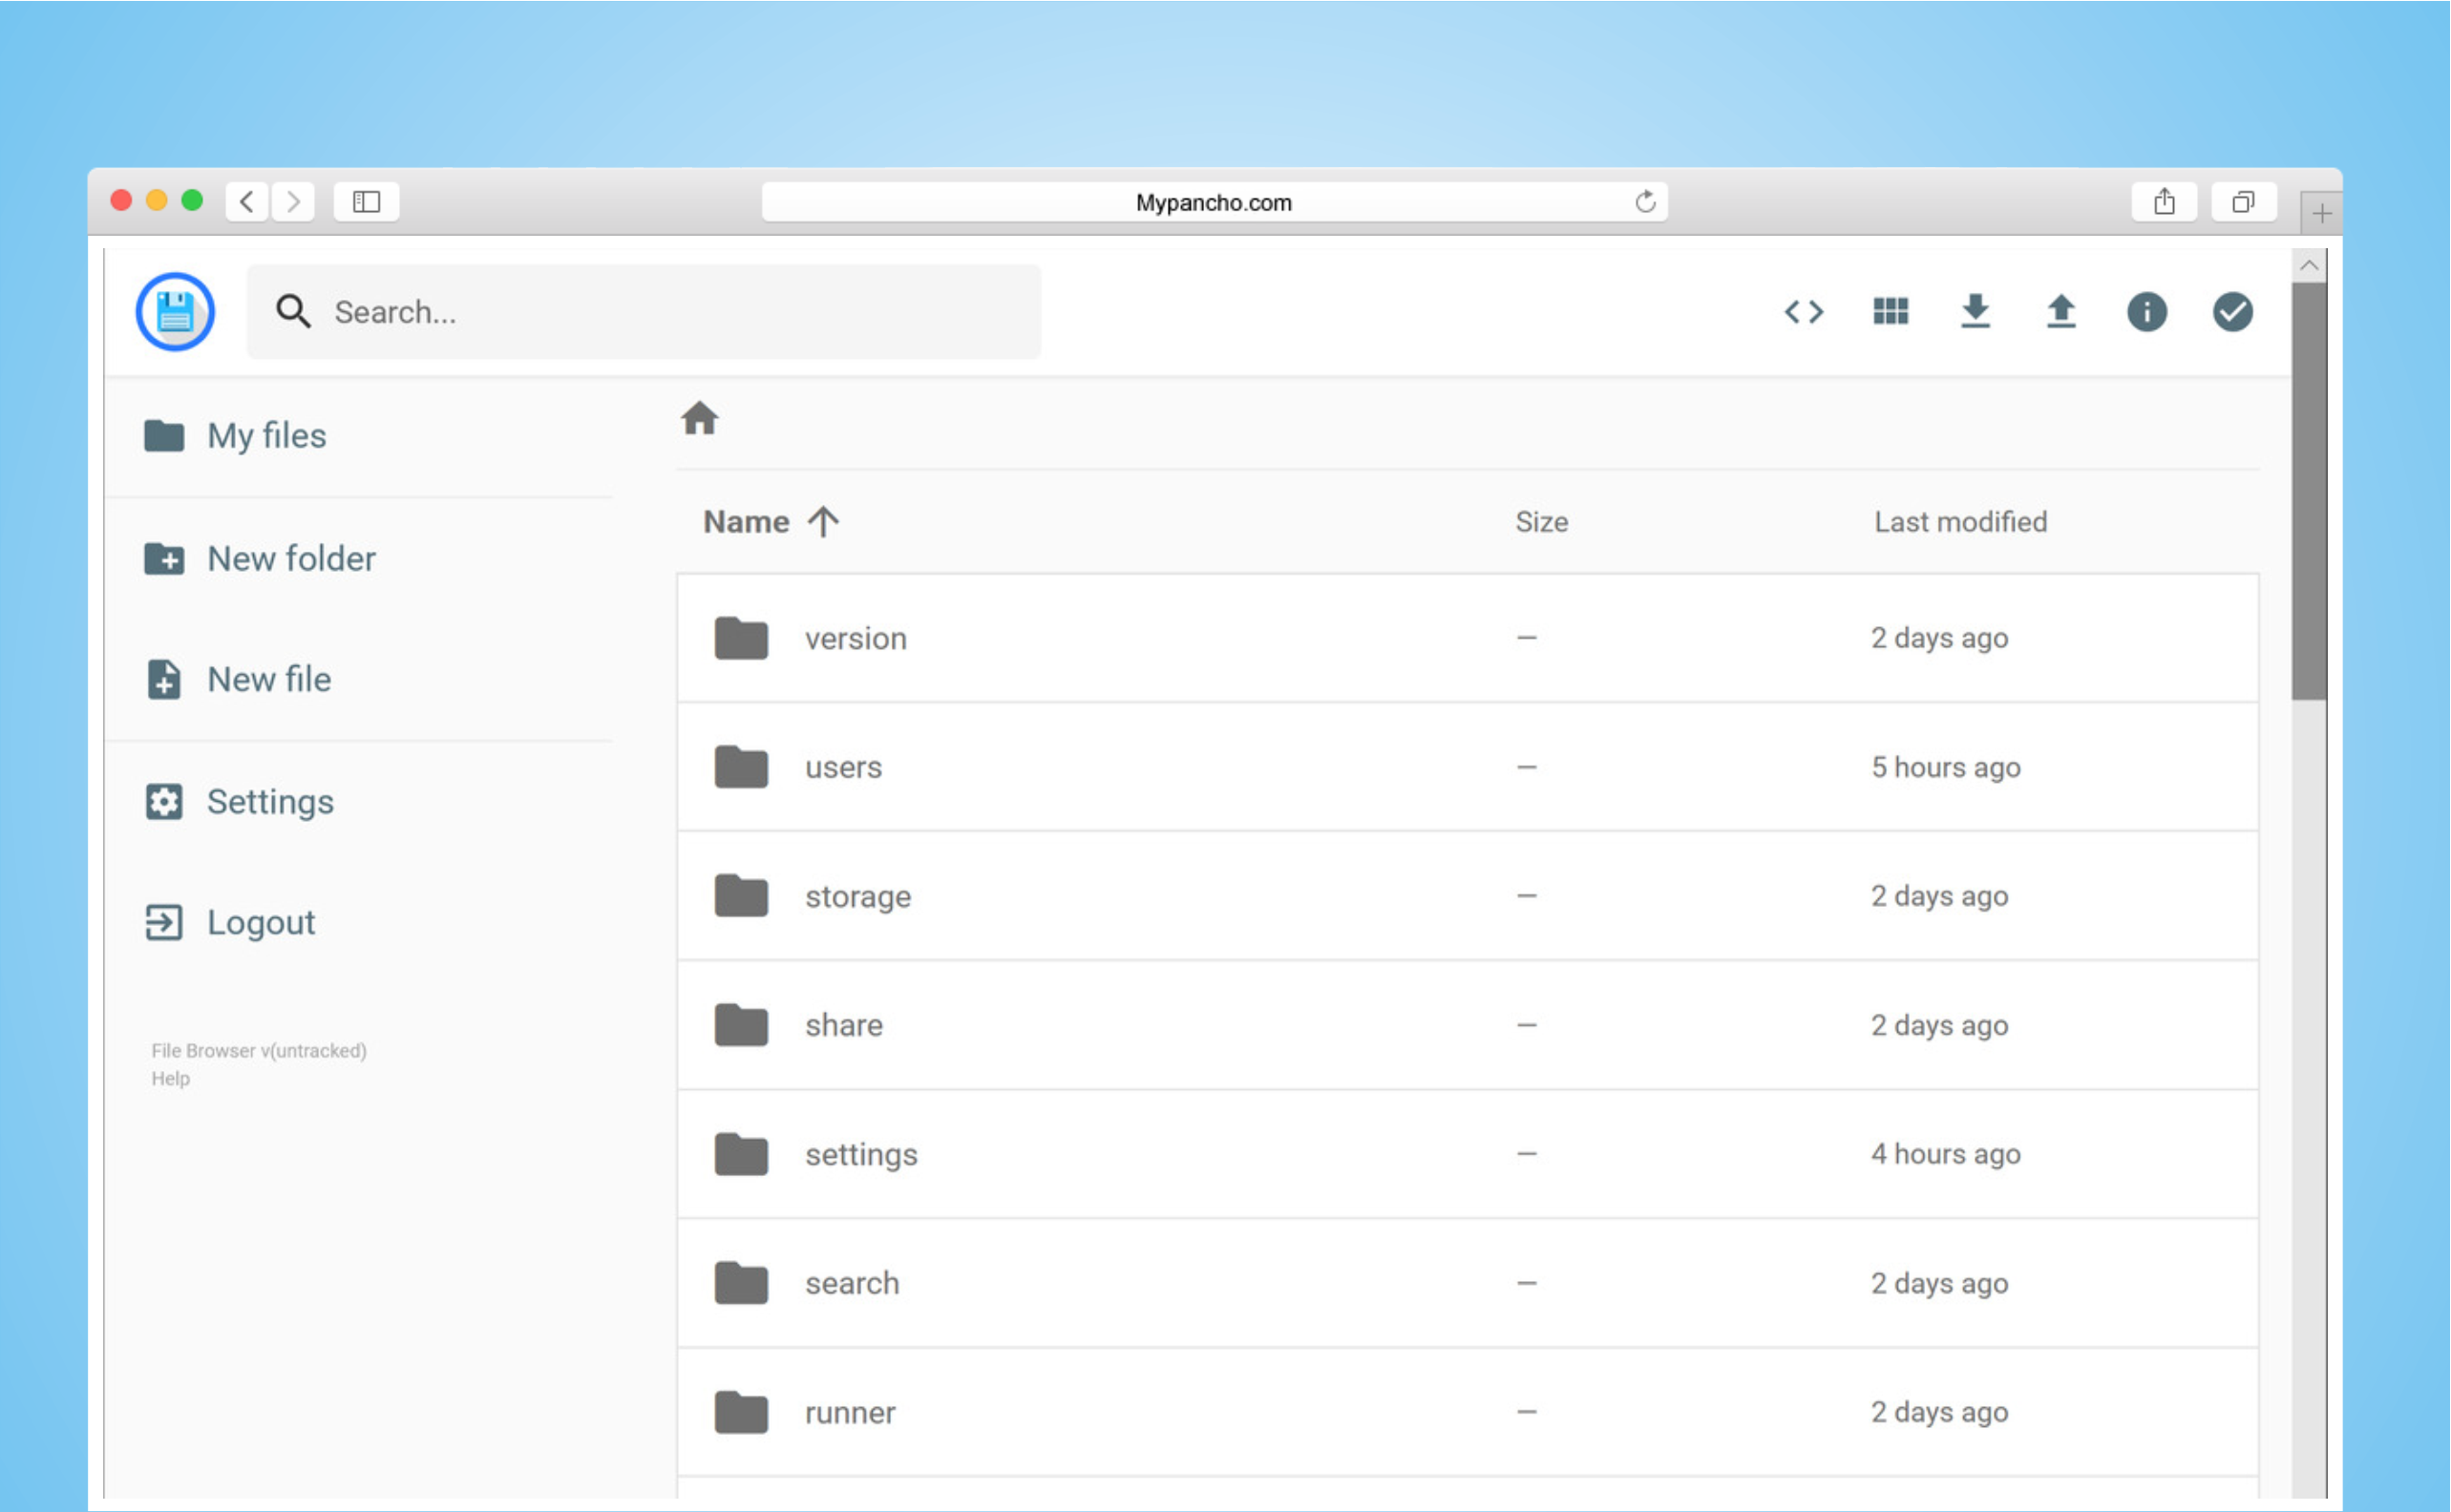 Mypancho.com
Search...
My files
New folder
New file
Settings
Logout
File Browser v(untracked)
Help
Name Size Last modified
version — 2 days ago
users — 5 hours ago
storage — 2 days ago
share — 2 days ago
settings — 4 hours ago
search — 2 days ago
runner — 2 days ago